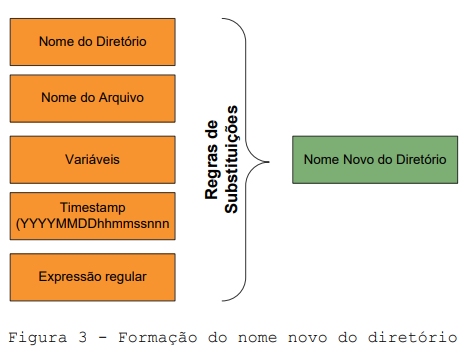 Nome do Diretório
Nome do Arquivo
Variáveis
Timestamp
(YYYYMMDDhhmmssnnn
Expressão regular
Regras de
Substituições
Nome Novo do Diretório
Figura 3 - Formação do nome novo do diretório